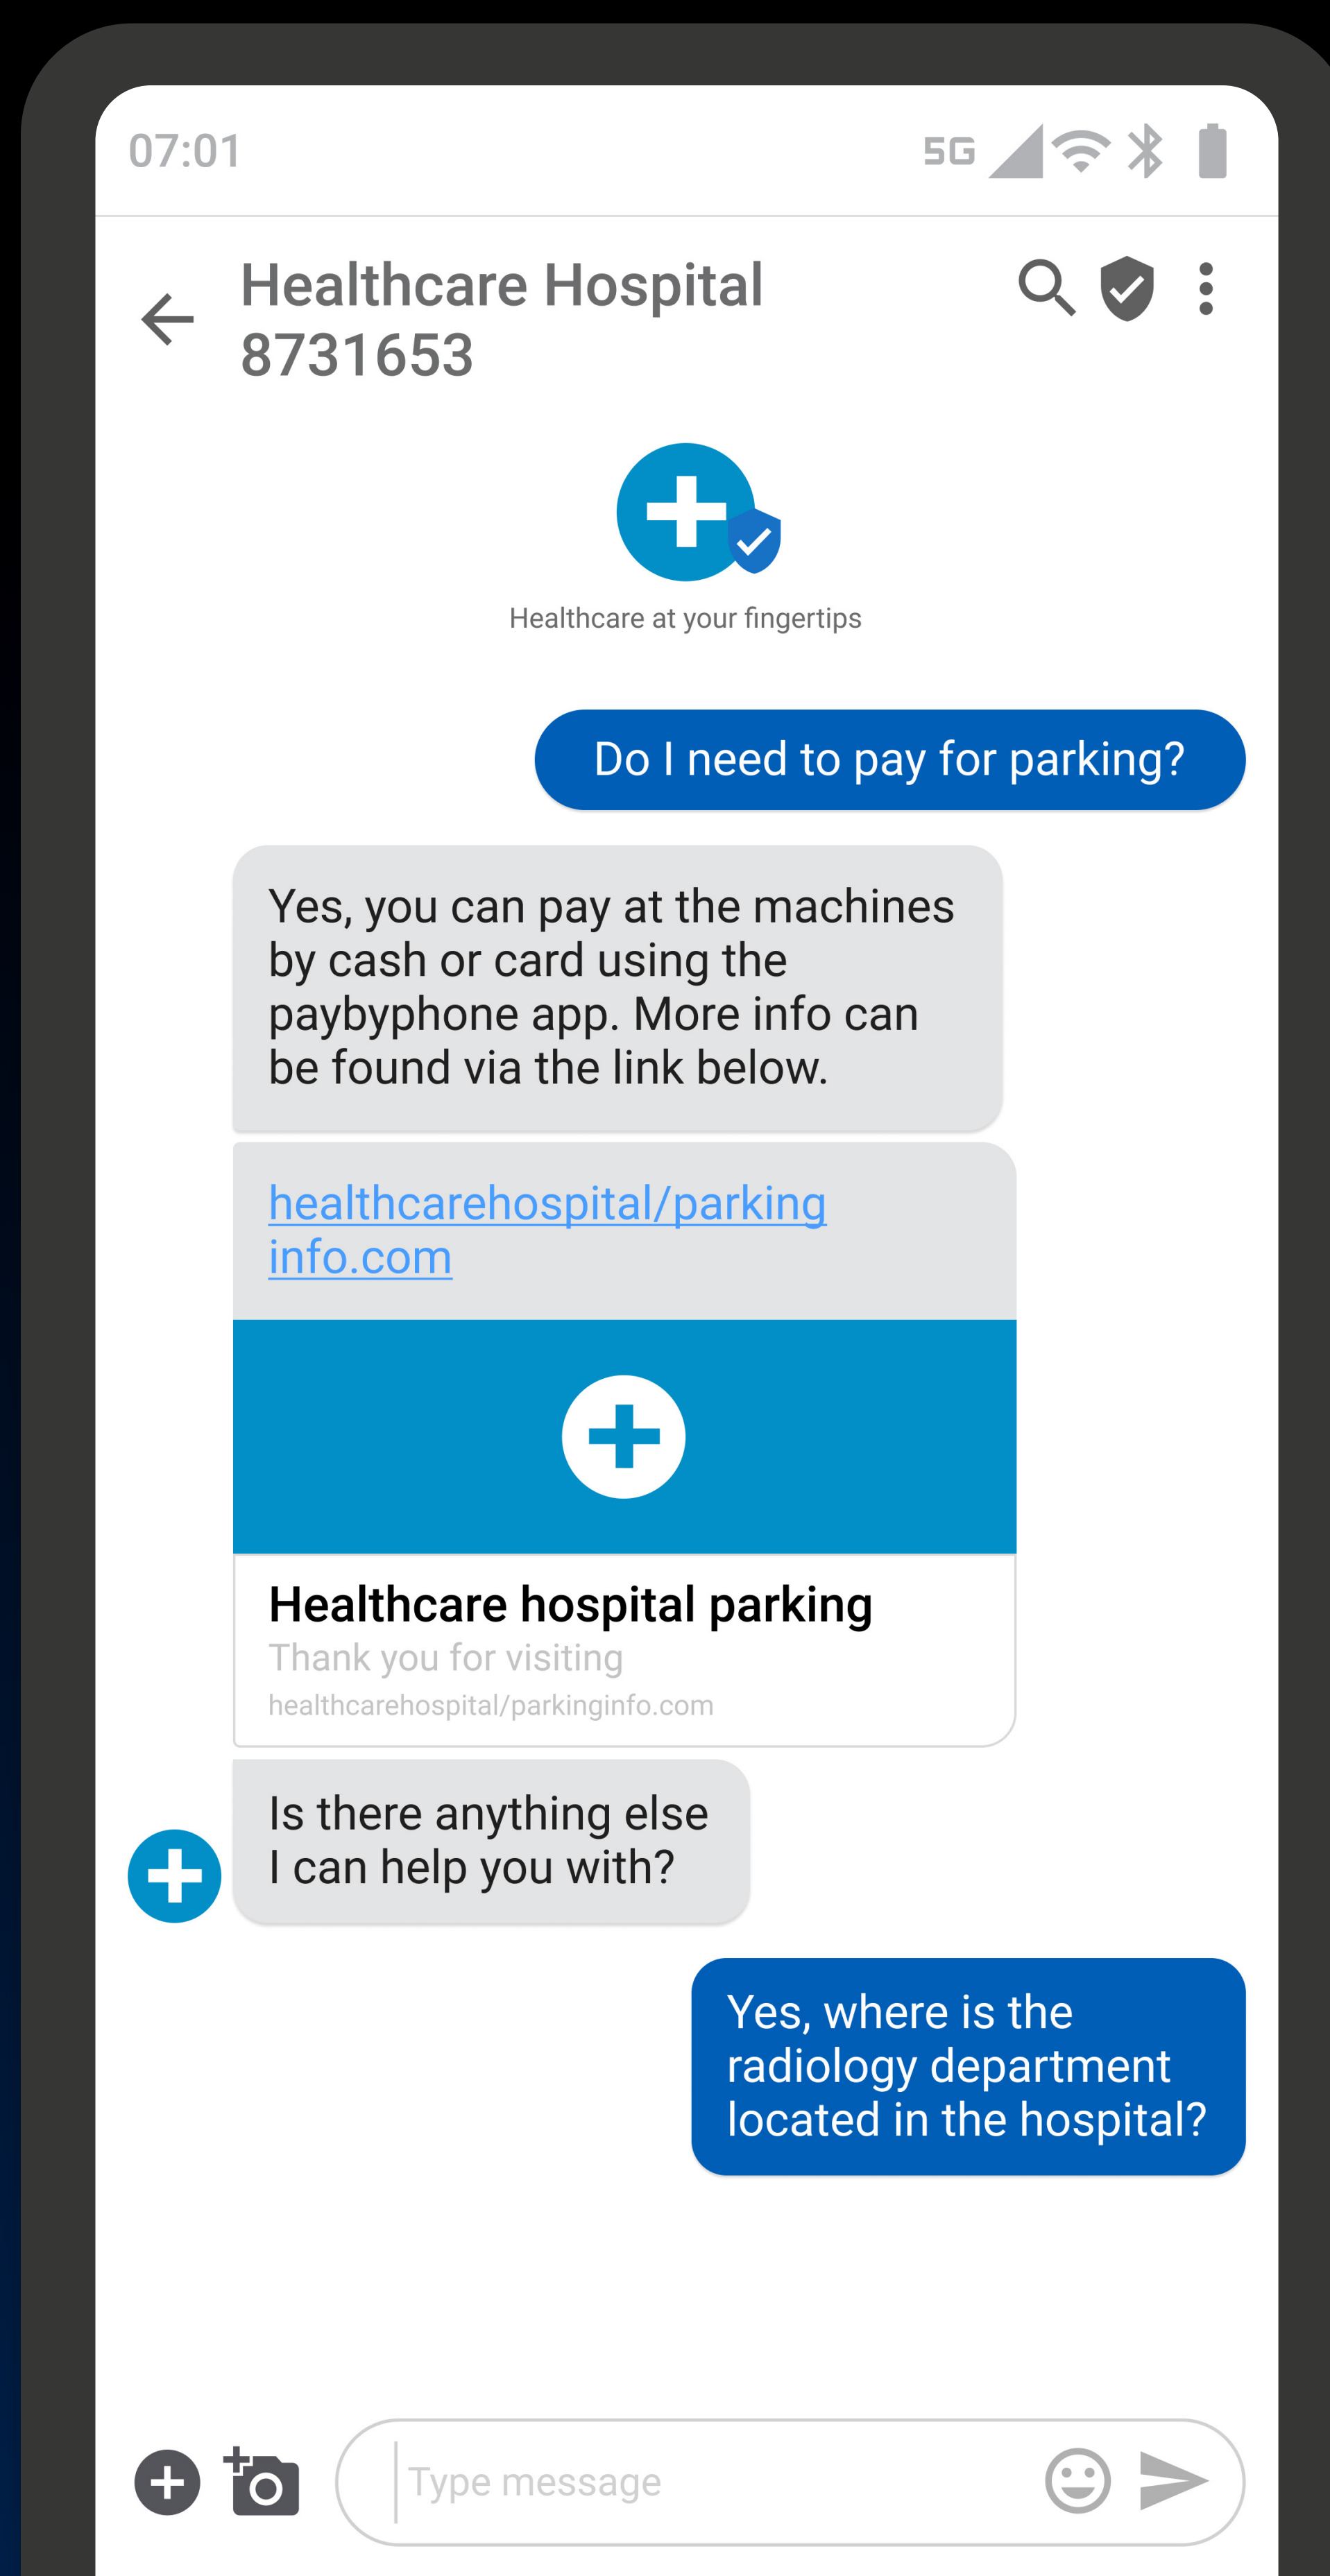 07:01
5G
Healthcare Hospital
8731653
Healthcare at your fingertips
Do I need to pay for parking?
Yes, you can pay at the machines
by cash or card using the
paybyphone app. More info can
be found via the link below.
healthcarehospital/parking
info.com
Healthcare hospital parking
Thank you for visiting
healthcarehospital/parkinginfo.com
Is there anything else
I can help you with?
Yes, where is the
radiology department
located in the hospital?
Type message